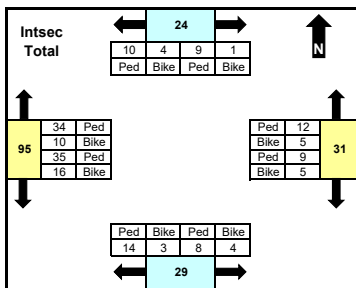 Intsec
Total
24
N
10 4 9 1
Ped Bike Ped Bike
95
34 Ped
10 Bike
35 Ped
16 Bike
Ped 12
Bike 5
Ped 9
Bike 5
31
Ped Bike Ped Bike
14 3 8 4
29